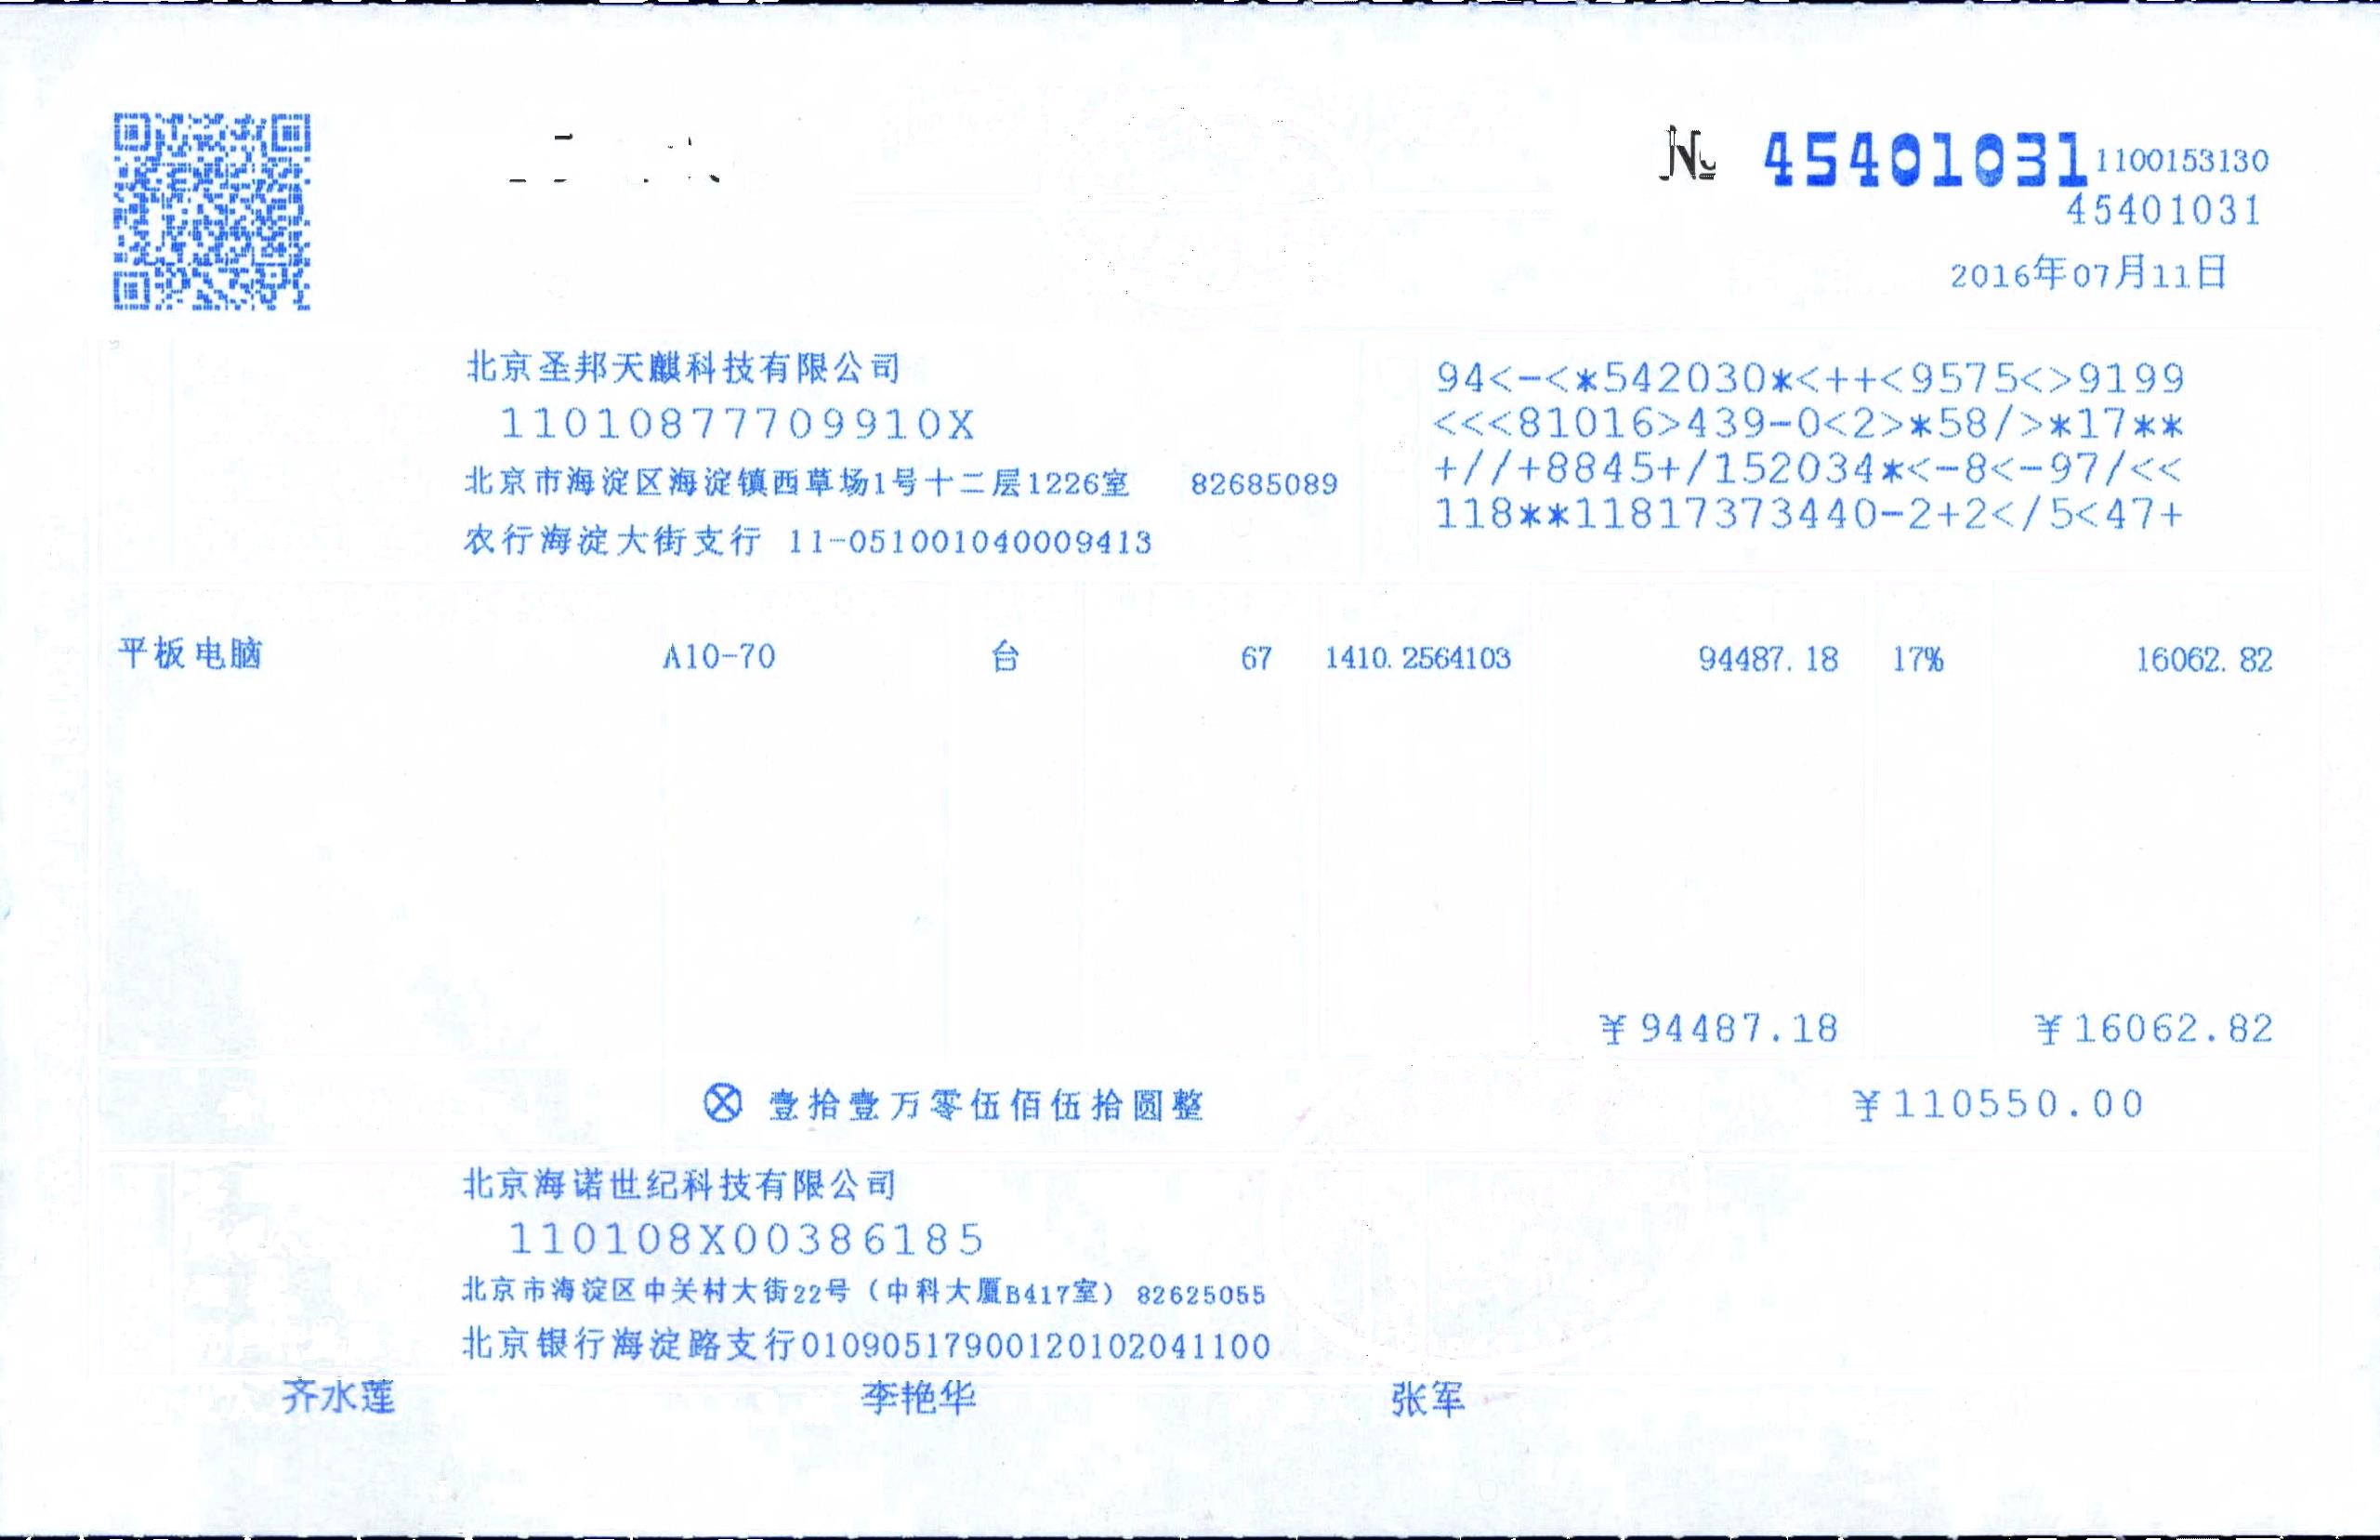 № 45401031 1100153130
45401031
2016年07月11日
北京圣邦天麒科技有限公司
11010877709910X
北京市海淀区海淀镇西草场1号十二层1226室 82685089
农行海淀大街支行 11-051001040009413
94<-<*542030*<++<9575<>9199
<<<81016>439-0<2>*58/>*17**
+//+8845+/152034*<-8<-97/<<
118**11817373440-2+2</5<47+
平板电脑 A10-70 台 67 1410.2564103 94487.18 17% 16062.82
¥94487.18 ¥16062.82
ⓧ 壹拾壹万零伍佰伍拾圆整 ¥110550.00
北京海诺世纪科技有限公司
110108X00386185
北京市海淀区中关村大街22号（中科大厦B417室） 82625055
北京银行海淀路支行01090517900120102041100
齐水莲 李艳华 张军